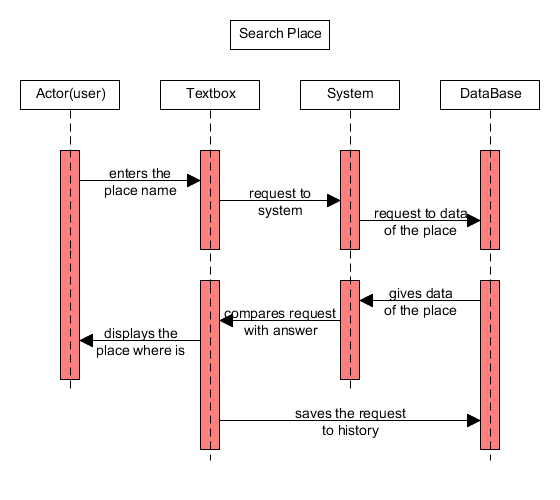 Search Place
Actor(user)
Textbox
System
DataBase
enters the
place name
request to
system
request to data
of the place
gives data
of the place
compares request
with answer
displays the
place where is
saves the request
to history